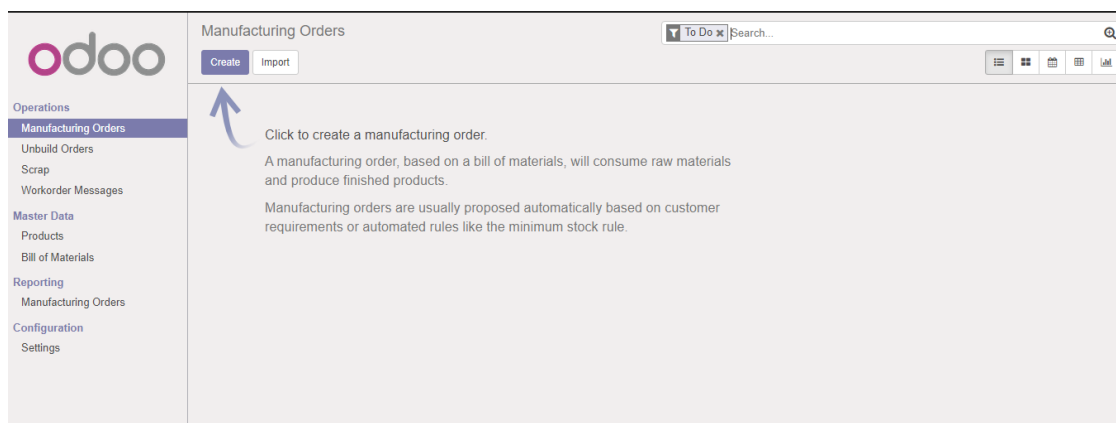 odoo
Manufacturing Orders
To Do
Search...
Create
Import
Operations
Manufacturing Orders
Unbuild Orders
Scrap
Workorder Messages
Master Data
Products
Bill of Materials
Reporting
Manufacturing Orders
Configuration
Settings
Click to create a manufacturing order.
A manufacturing order, based on a bill of materials, will consume raw materials
and produce finished products.
Manufacturing orders are usually proposed automatically based on customer
requirements or automated rules like the minimum stock rule.